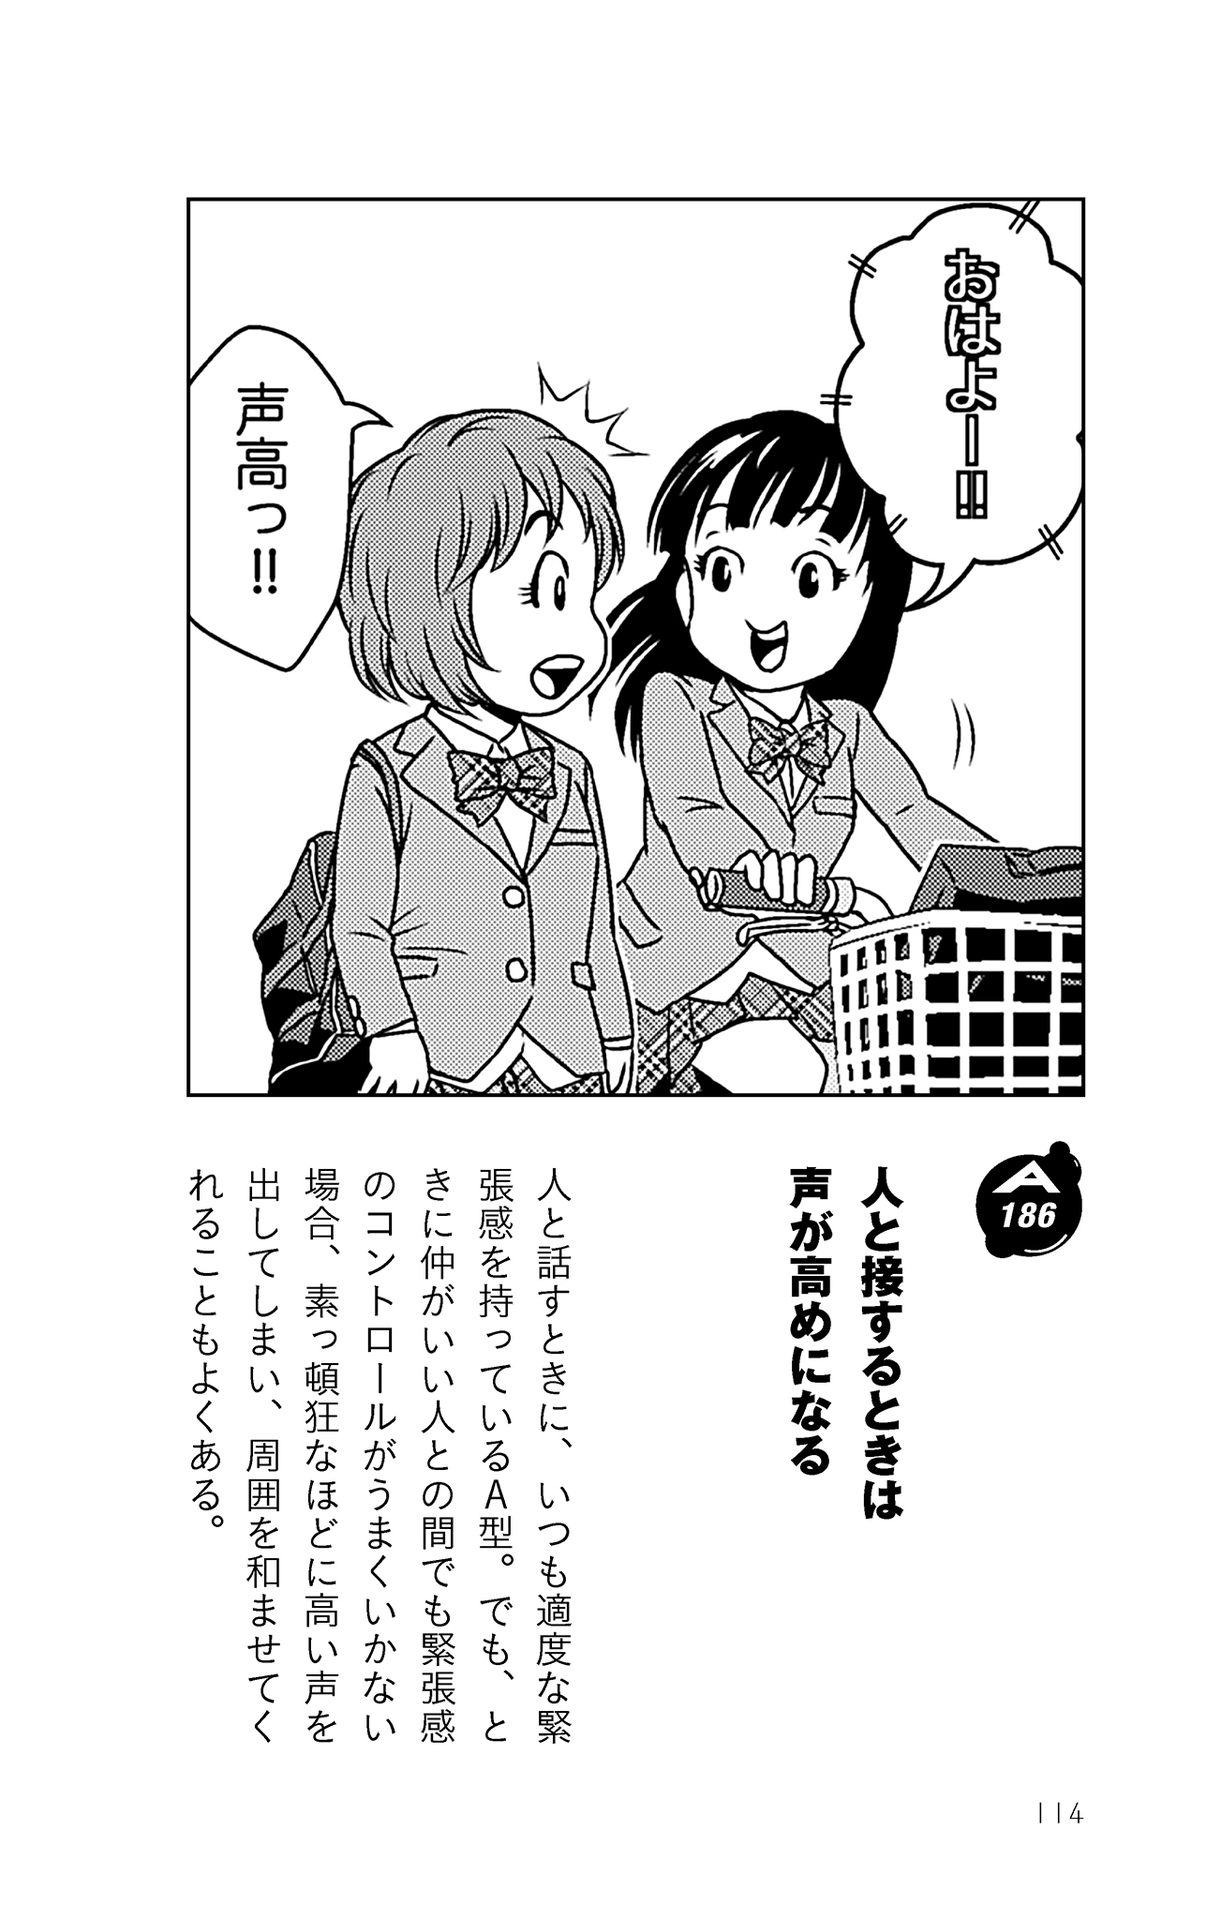 おはよー!!
声高っ!!
A
186
人と接するときは
声が高めになる
人と話すときに、いつも適度な緊
張感を持っているA型。でも、と
きに仲がいい人との間でも緊張感
のコントロールがうまくいかない
場合、素っ頓狂なほどに高い声を
出してしまい、周囲を和ませてく
れることもよくある。
114